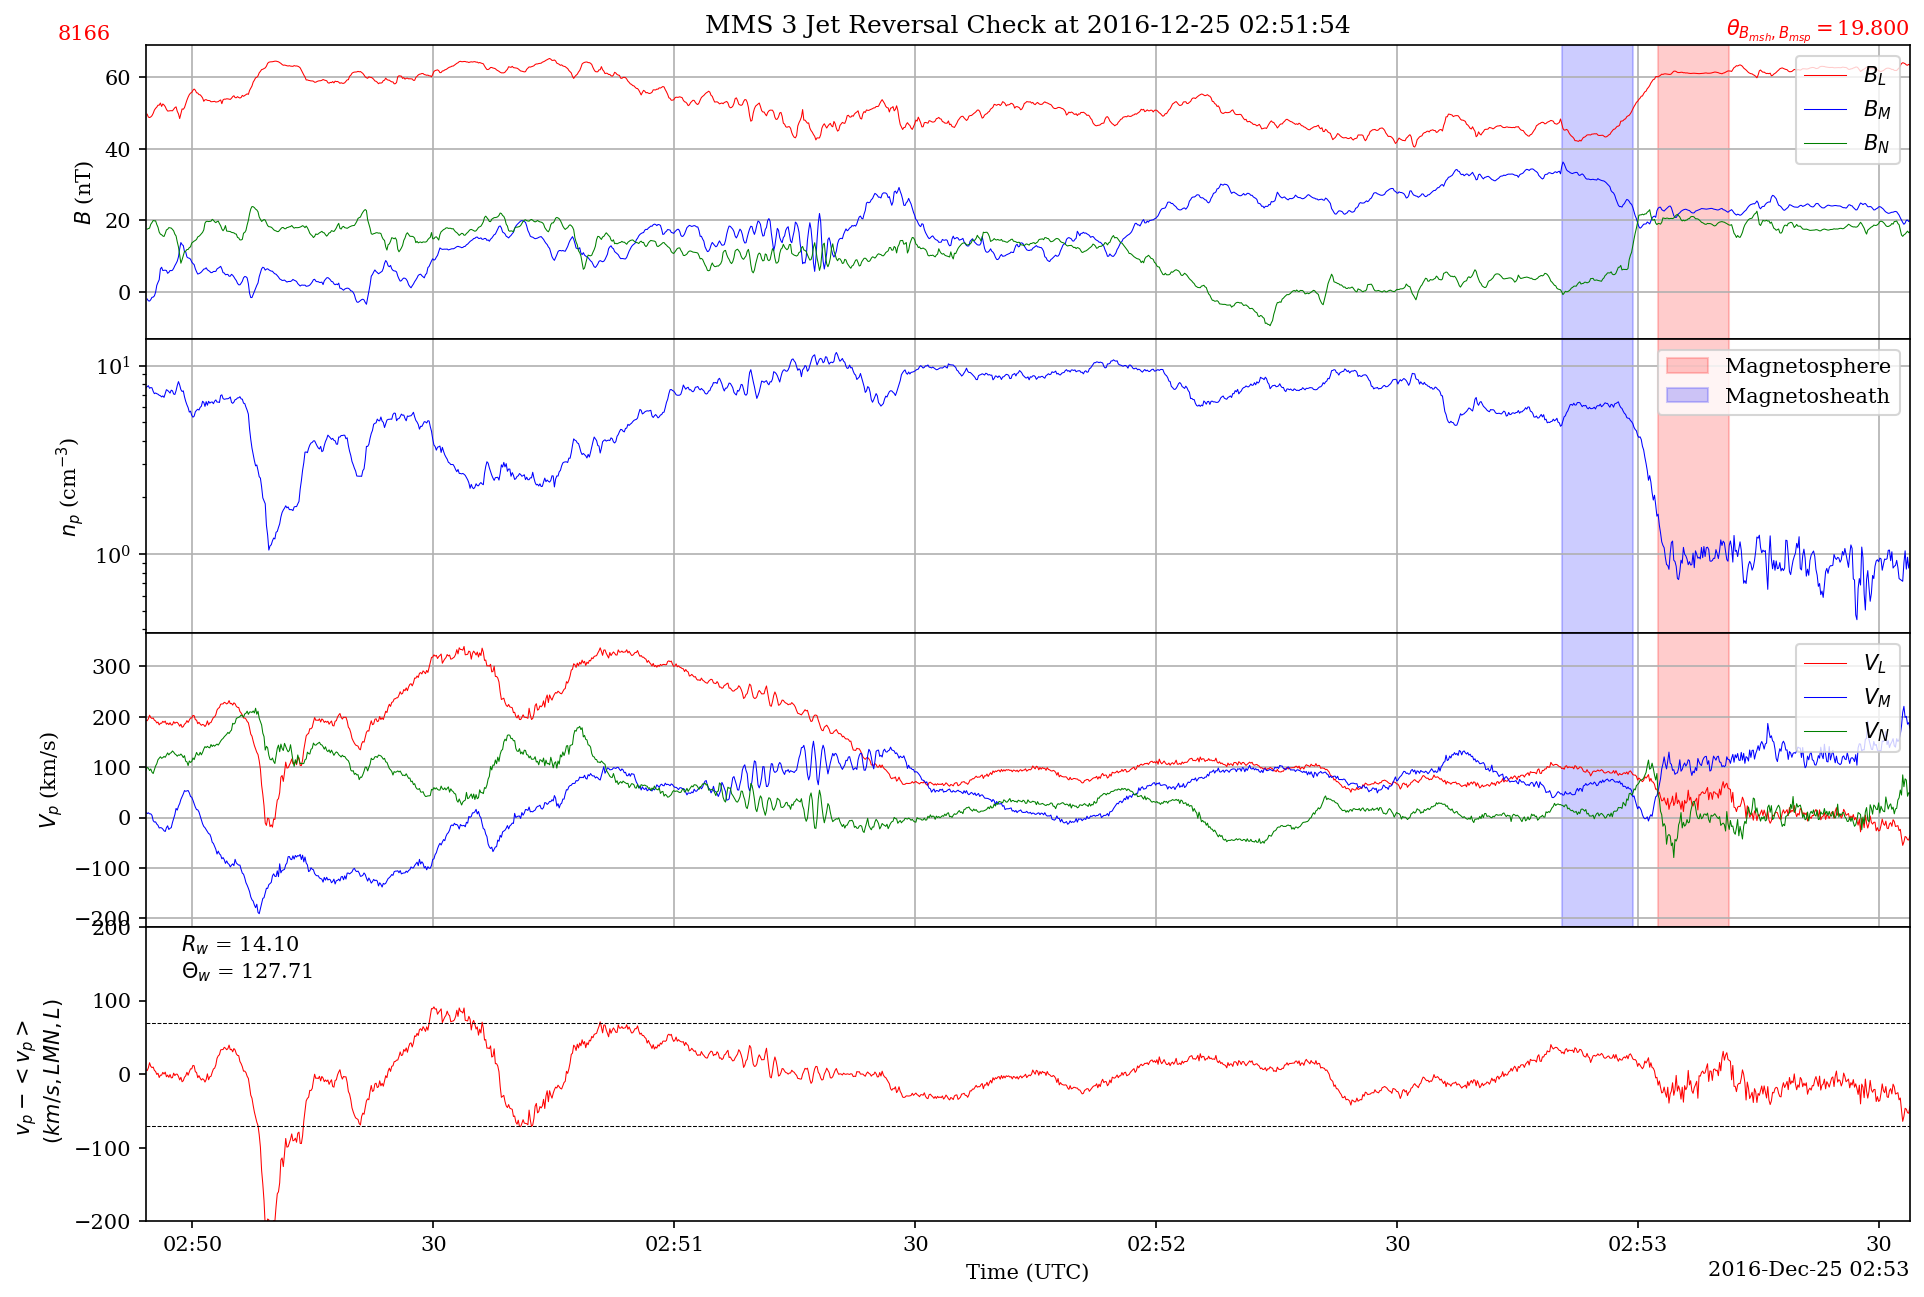 8166
MMS 3 Jet Reversal Check at 2016-12-25 02:51:54
θ_{B_{msh}, B_{msp}} = 19.800
B (nT)
60
40
20
0
B_L
B_M
B_N
n_p (cm^{−3})
10^1
10^0
Magnetosphere
Magnetosheath
V_p (km/s)
300
200
100
0
−100
−200
V_L
V_M
V_N
v_p − < v_p >
(km/s, LMN, L)
200
100
0
−100
−200
R_w = 14.10
Θ_w = 127.71
02:50 30 02:51 30 02:52 30 02:53 30
Time (UTC)
2016-Dec-25 02:53